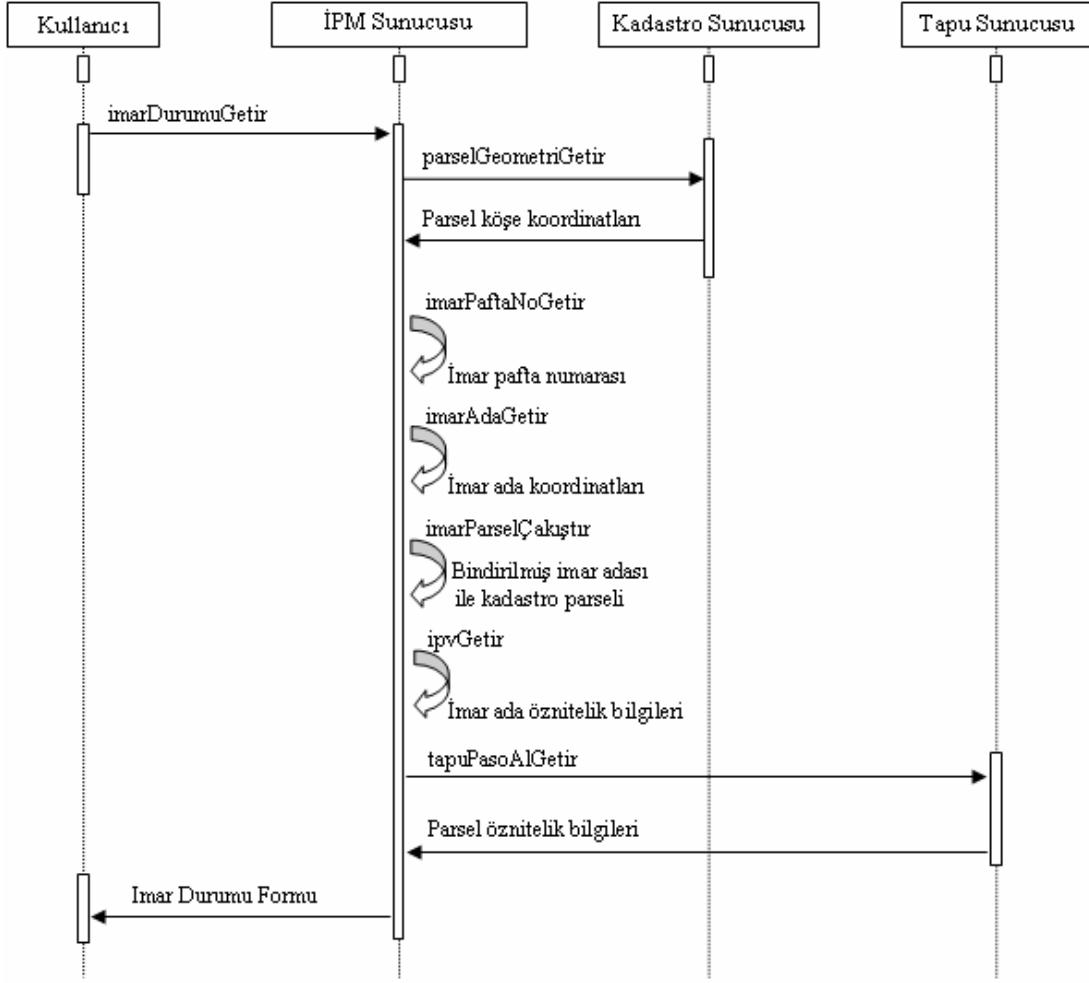 Kullanıcı
İPM Sunucusu
Kadastro Sunucusu
Tapu Sunucusu
imarDurumuGetir
parselGeometriGetir
Parsel köşe koordinatları
imarPaftaNoGetir
İmar pafta numarası
imarAdaGetir
İmar ada koordinatları
imarParselÇakıştır
Bindirilmiş imar adası
ile kadastro parseli
ipvGetir
İmar ada öznitelik bilgileri
tapuPasoAlGetir
Parsel öznitelik bilgileri
Imar Durumu Formu